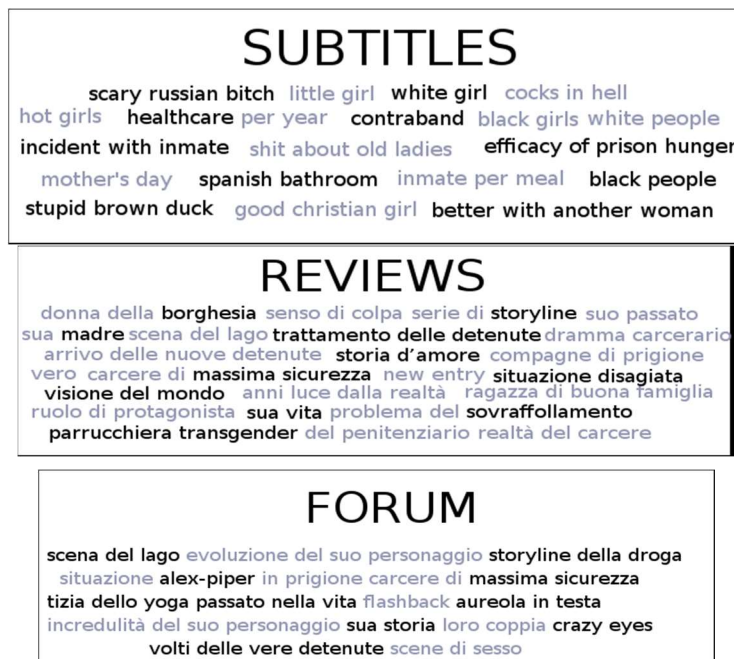 SUBTITLES
scary russian bitch little girl white girl cocks in hell
hot girls healthcare per year contraband black girls white people
incident with inmate shit about old ladies efficacy of prison hunger
mother's day spanish bathroom inmate per meal black people
stupid brown duck good christian girl better with another woman
REVIEWS
donna della borghesia senso di colpa serie di storyline suo passato
sua madre scena del lago trattamento delle detenute dramma carcerario
arrivo delle nuove detenute storia d’amore compagne di prigione
vero carcere di massima sicurezza new entry situazione disagiata
visione del mondo anni luce dalla realtà ragazza di buona famiglia
ruolo di protagonista sua vita problema del sovraffollamento
parrucchiera transgender del penitenziario realtà del carcere
FORUM
scena del lago evoluzione del suo personaggio storyline della droga
situazione alex-piper in prigione carcere di massima sicurezza
tizia dello yoga passato nella vita flashback aureola in testa
incredulità del suo personaggio sua storia loro coppia crazy eyes
volti delle vere detenute scene di sesso